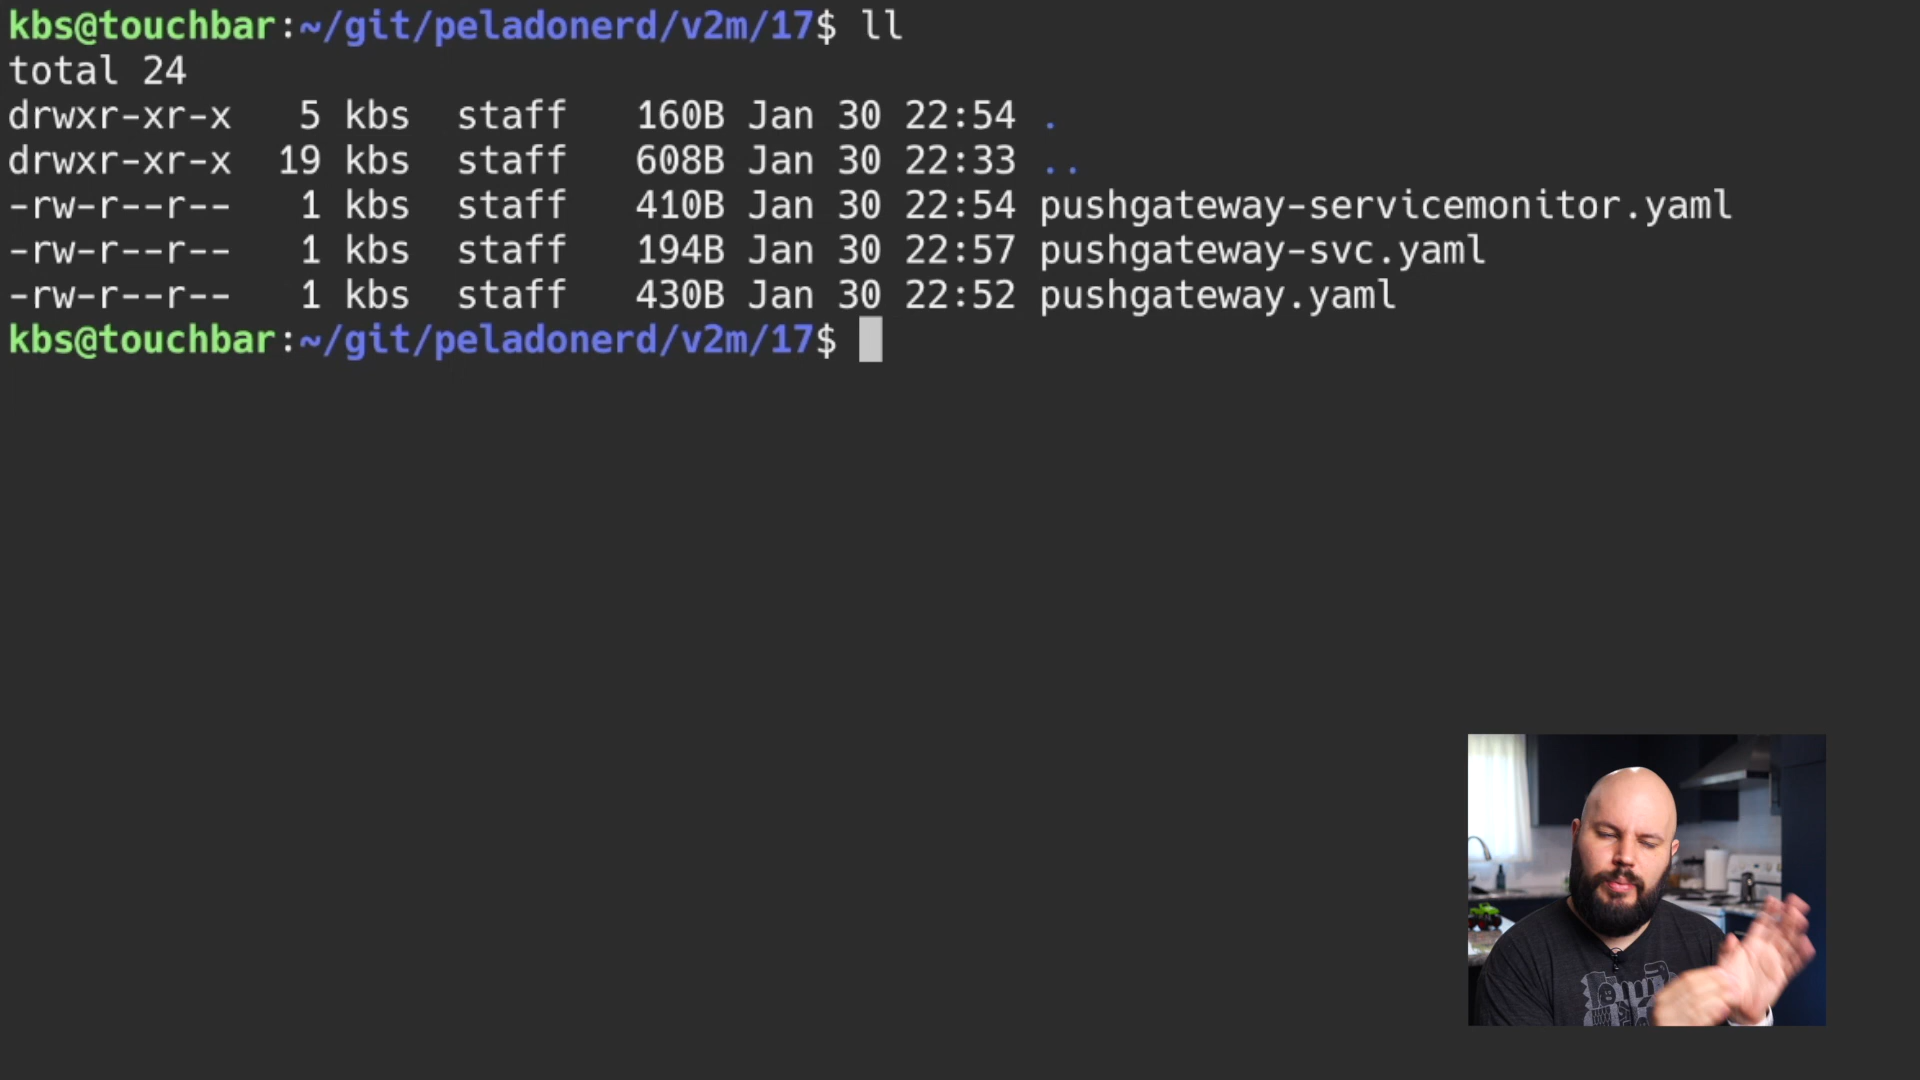 kbs@touchbar:~/git/peladonerd/v2m/17$ ll
total 24
drwxr-xr-x   5 kbs  staff   160B Jan 30 22:54 .
drwxr-xr-x  19 kbs  staff   608B Jan 30 22:33 ..
-rw-r--r--   1 kbs  staff   410B Jan 30 22:54 pushgateway-servicemonitor.yaml
-rw-r--r--   1 kbs  staff   194B Jan 30 22:57 pushgateway-svc.yaml
-rw-r--r--   1 kbs  staff   430B Jan 30 22:52 pushgateway.yaml
kbs@touchbar:~/git/peladonerd/v2m/17$